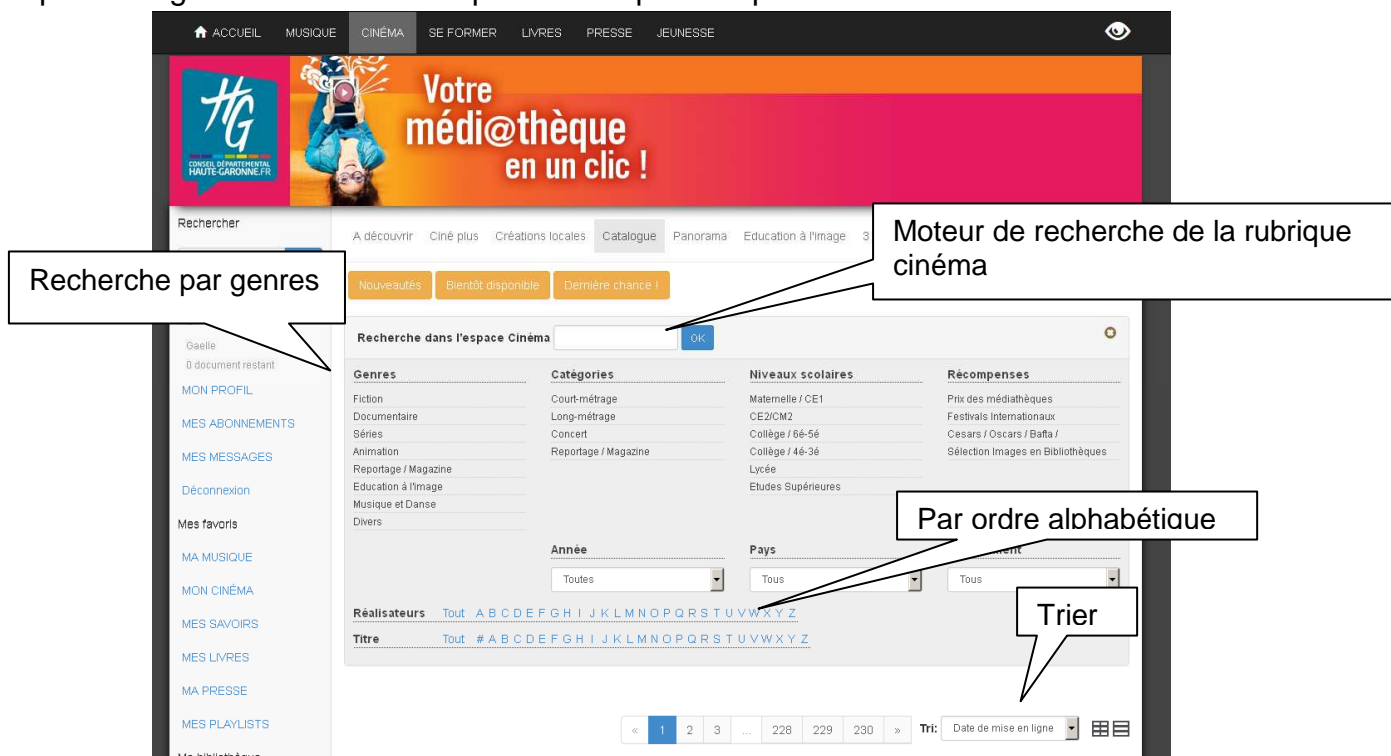 ACCUEIL MUSIQUE CINÉMA SE FORMER LIVRES PRESSE JEUNESSE
HG
CONSEIL DÉPARTEMENTAL
HAUTE-GARONNE.FR
Votre
médi@thèque
en un clic !
Rechercher
A découvrir Ciné plus Créations locales Catalogue Panorama Education à l'image 3
Moteur de recherche de la rubrique
cinéma
Recherche par genres
Nouveautés Bientôt disponible Dernière chance !
Recherche dans l'espace Cinéma OK
Gaelle
0 document restant
MON PROFIL
MES ABONNEMENTS
MES MESSAGES
Déconnexion
Mes favoris
MA MUSIQUE
MON CINÉMA
MES SAVOIRS
MES LIVRES
MA PRESSE
MES PLAYLISTS
Genres
Fiction
Documentaire
Séries
Animation
Reportage / Magazine
Education à l'image
Musique et Danse
Divers
Catégories
Court-métrage
Long-métrage
Concert
Reportage / Magazine
Niveaux scolaires
Maternelle / CE1
CE2/CM2
Collège / 6é-5é
Collège / 4é-3é
Lycée
Etudes Supérieures
Récompenses
Prix des médiathèques
Festivals Internationaux
Cesars / Oscars / Bafta /
Sélection Images en Bibliothèques
Par ordre alphabétique
Année
Toutes
Pays
Tous
Tous
Réalisateurs Tout A B C D E F G H I J K L M N O P Q R S T U V W X Y Z
Titre Tout # A B C D E F G H I J K L M N O P Q R S T U V W X Y Z
Trier
« 1 2 3 ... 228 229 230 » Tri: Date de mise en ligne